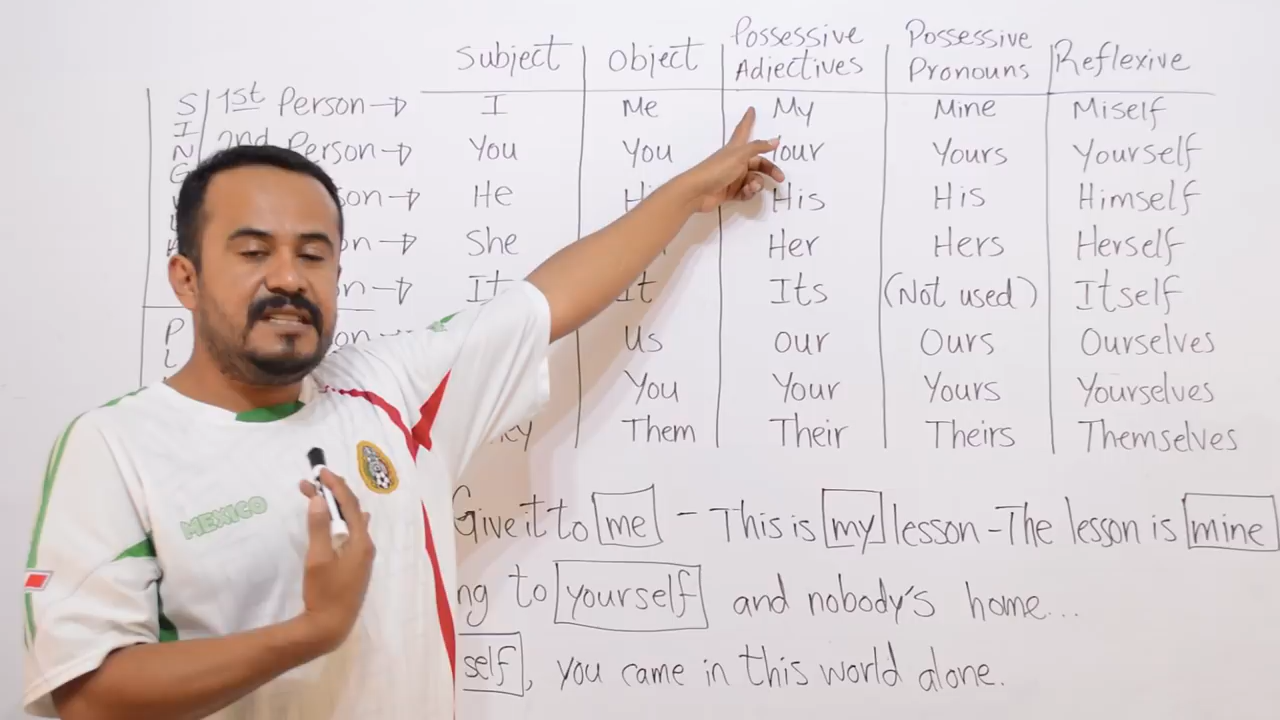 Subject Object Possessive Adjectives Possessive Pronouns Reflexive
1st Person I Me My Mine Miself
2nd Person You You Your Yours Yourself
He His His Himself
She Her Hers Herself
It It Its (Not used) Itself
Us our Ours Ourselves
You Your Yours Yourselves
Them Their Theirs Themselves
Give it to me - This is my lesson - The lesson is mine
to yourself and nobody's home...
self, you came in this world alone.
MEXICO